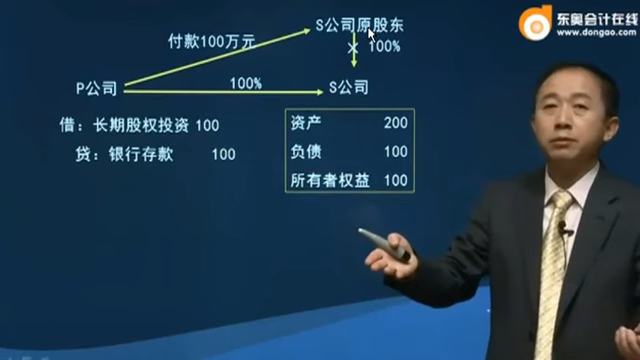 东奥会计在线
www.dongao.com
S公司原股东
付款100万元
100%
P公司
100%
S公司
借：长期股权投资 100
贷：银行存款 100
资产 200
负债 100
所有者权益 100